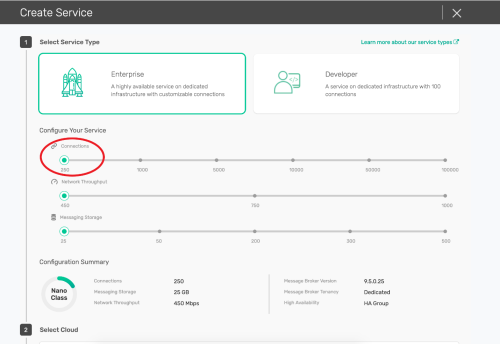 Create Service
1 Select Service Type Learn more about our service types
Enterprise
A highly available service on dedicated
infrastructure with customizable connections
Developer
A service on dedicated infrastructure with 100
connections
Configure Your Service
Connections
250 1000 5000 10000 50000 100000
Network Throughput
450 700 1000
Messaging Storage
25 50 200 300 500
Configuration Summary
Nano
Class
Connections 250
Messaging Storage 25 GB
Network Throughput 450 Mbps
Message Broker Version 9.5.0.25
Message Broker Tenancy Dedicated
High Availability HA Group
2 Select Cloud